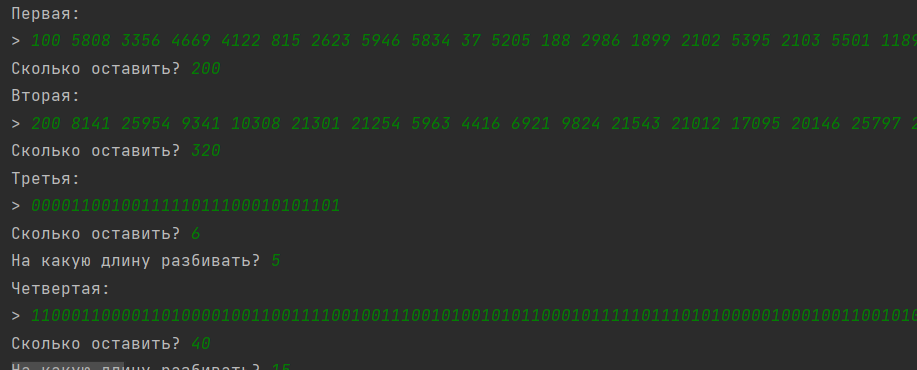 Первая:
> 100 5808 3356 4669 4122 815 2623 5946 5834 37 5205 188 2986 1899 2102 5395 2103 5501 1189
Сколько оставить? 200
Вторая:
> 200 8141 25954 9341 10308 21301 21254 5963 4416 6921 9824 21543 21012 17095 20146 25797 2
Сколько оставить? 320
Третья:
> 0000110010011111011100010101101
Сколько оставить? 6
На какую длину разбивать? 5
Четвертая:
> 1100011000011010000100110011110010011100101001010110001011111011101010000010001001100101 0
Сколько оставить? 40
На какую длину разбивать? 15